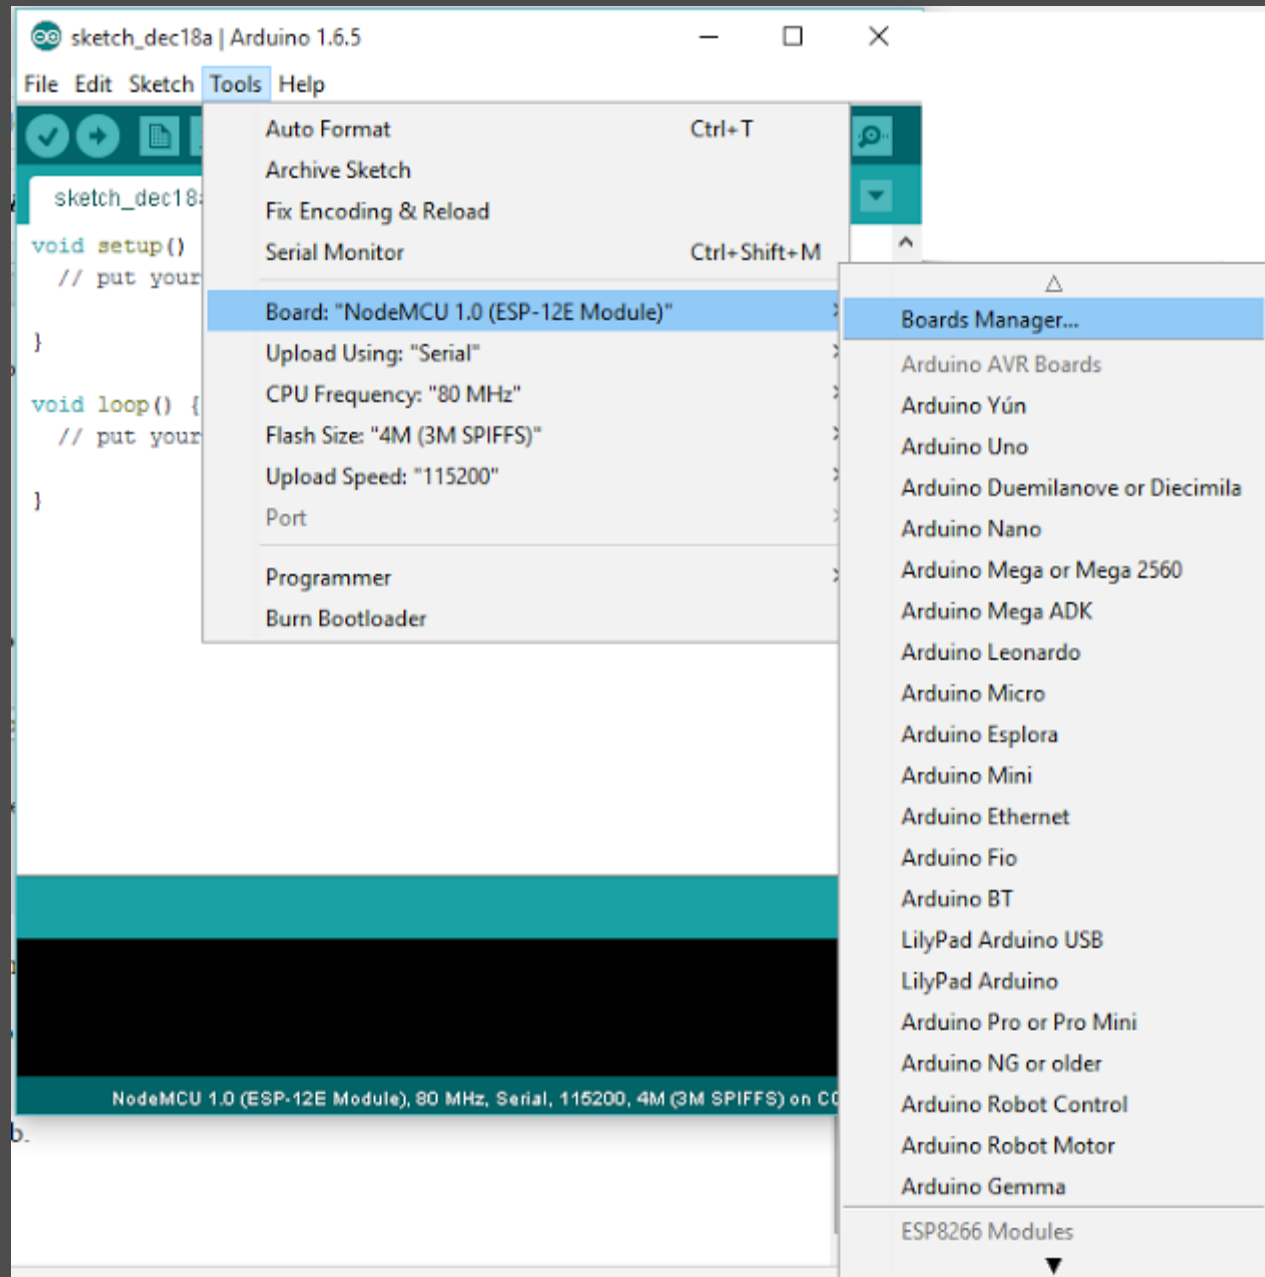 sketch_dec18a | Arduino 1.6.5
File Edit Sketch Tools Help
sketch_dec18a
void setup()
// put your
}
void loop() {
// put your
}
Auto Format Ctrl+T
Archive Sketch
Fix Encoding & Reload
Serial Monitor Ctrl+Shift+M
Board: "NodeMCU 1.0 (ESP-12E Module)"
Upload Using: "Serial"
CPU Frequency: "80 MHz"
Flash Size: "4M (3M SPIFFS)"
Upload Speed: "115200"
Port
Programmer
Burn Bootloader
Boards Manager...
Arduino AVR Boards
Arduino Yún
Arduino Uno
Arduino Duemilanove or Diecimila
Arduino Nano
Arduino Mega or Mega 2560
Arduino Mega ADK
Arduino Leonardo
Arduino Micro
Arduino Esplora
Arduino Mini
Arduino Ethernet
Arduino Fio
Arduino BT
LilyPad Arduino USB
LilyPad Arduino
Arduino Pro or Pro Mini
Arduino NG or older
Arduino Robot Control
Arduino Robot Motor
Arduino Gemma
ESP8266 Modules
NodeMCU 1.0 (ESP-12E Module), 80 MHz, Serial, 115200, 4M (3M SPIFFS) on CO
b.